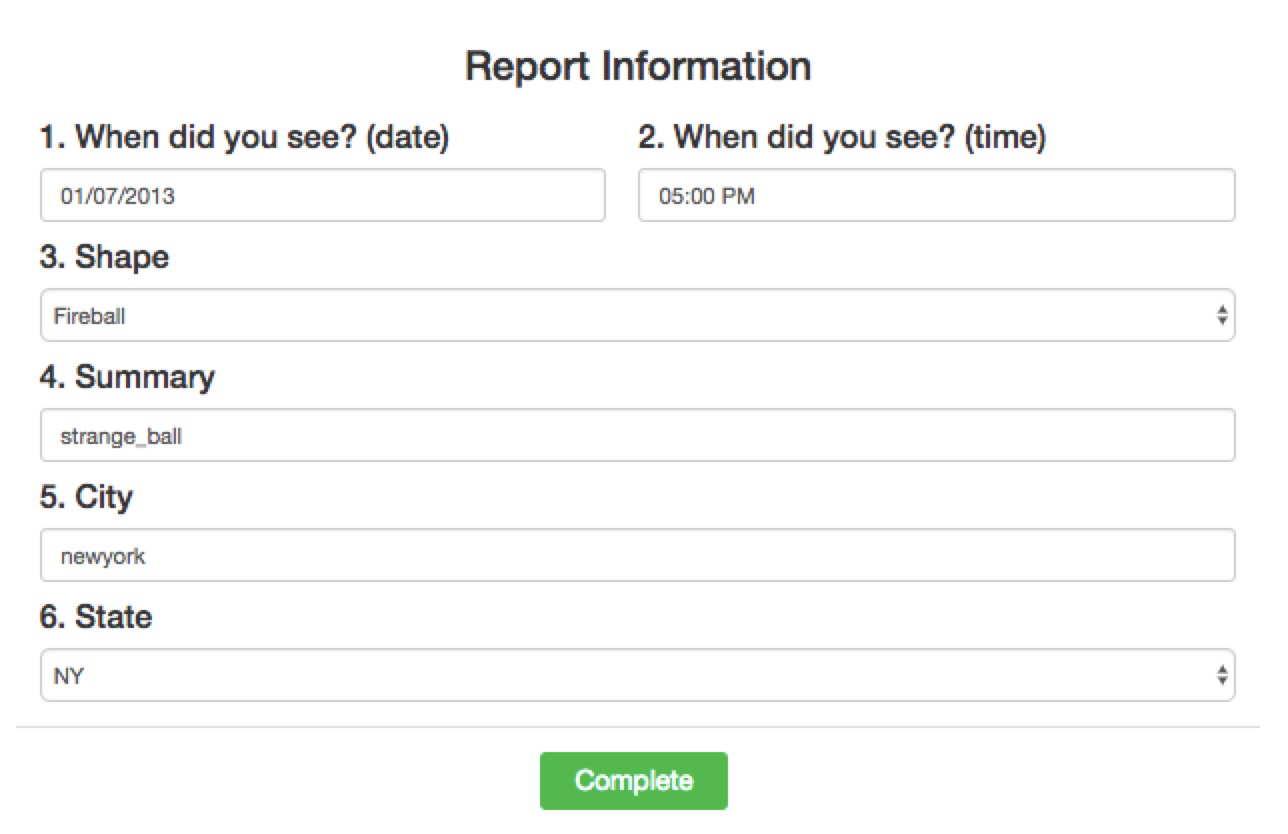 Report Information
1. When did you see? (date)
2. When did you see? (time)
01/07/2013
05:00 PM
3. Shape
Fireball
4. Summary
strange_ball
5. City
newyork
6. State
NY
Complete